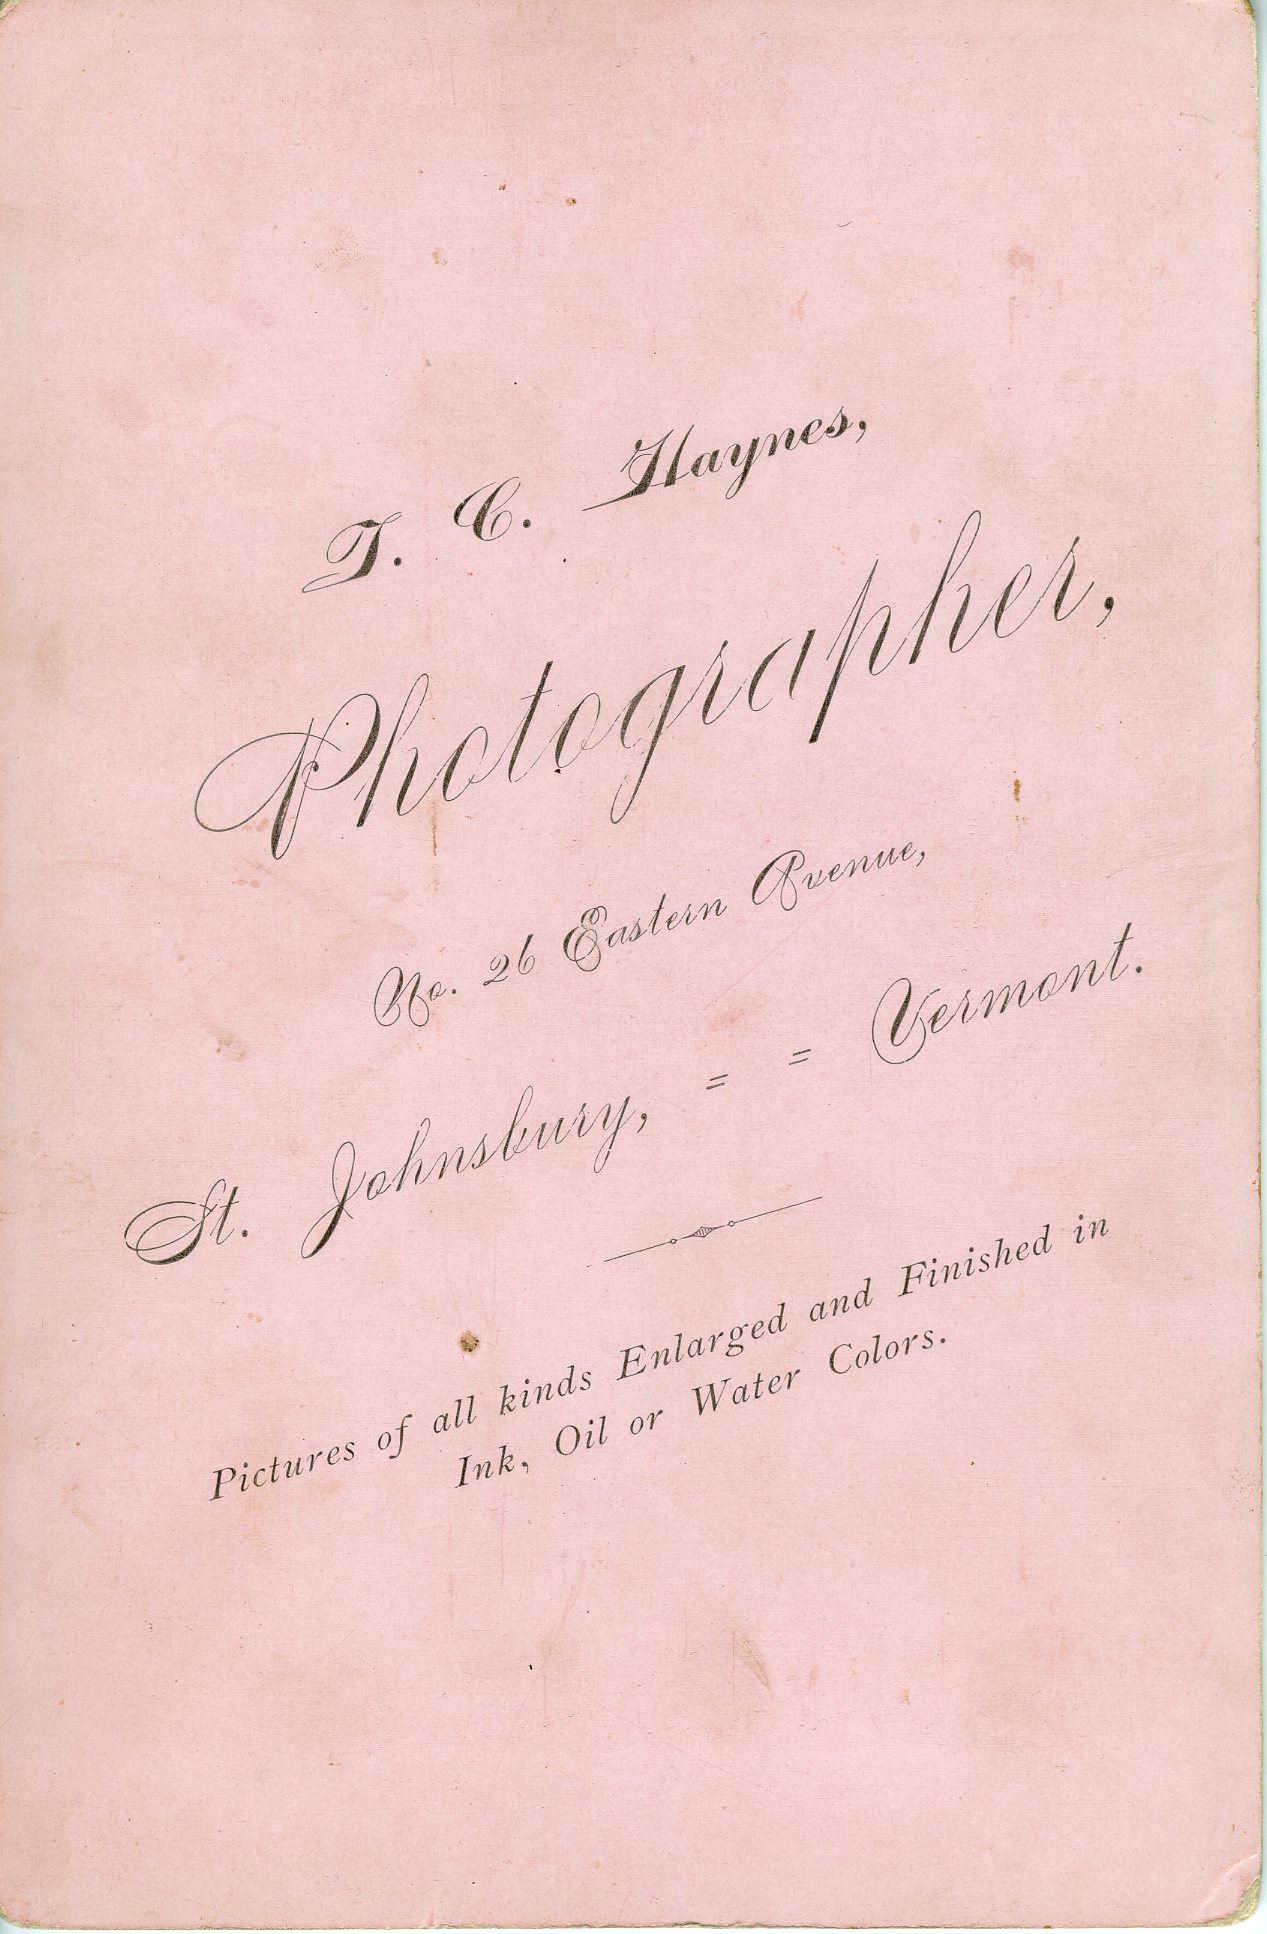 T. C. Haynes,
Photographer,
No. 26 Eastern Avenue,
St. Johnsbury, = = Vermont.
Pictures of all kinds Enlarged and Finished in
Ink, Oil or Water Colors.